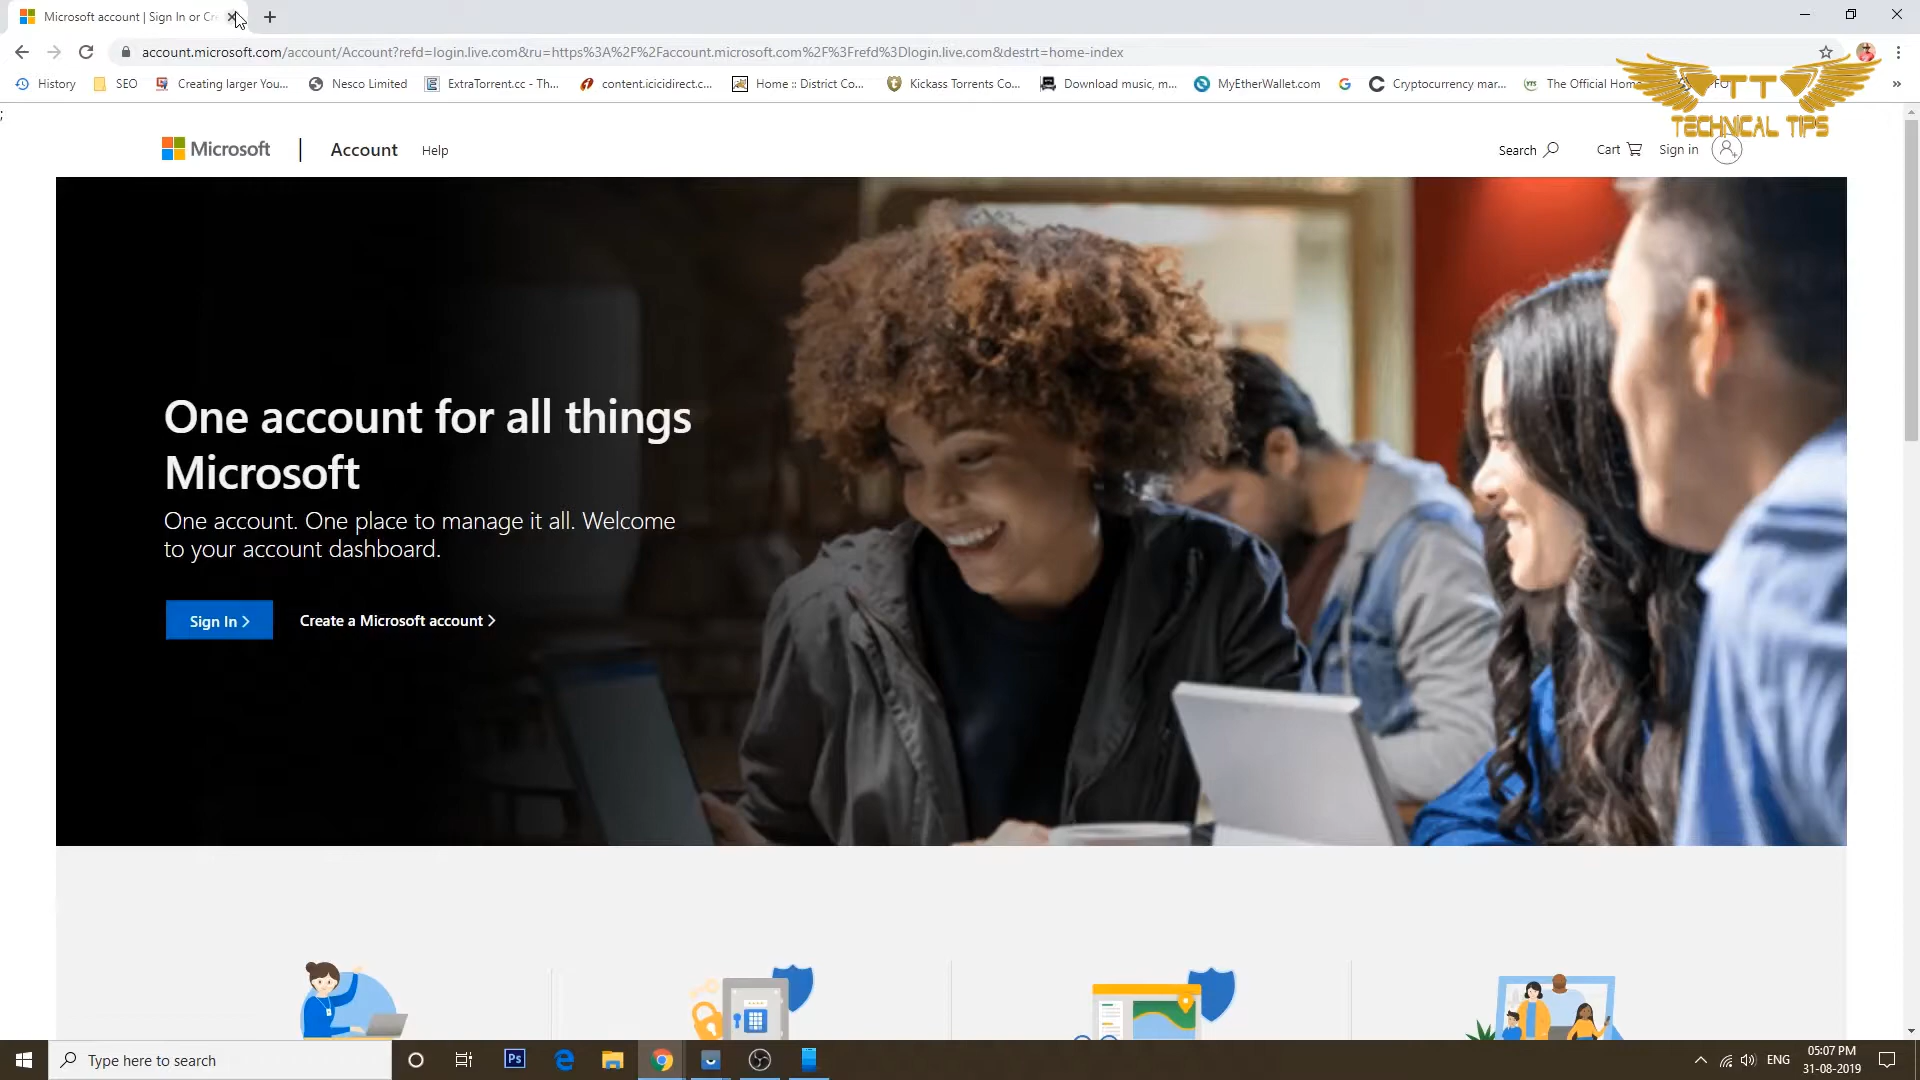 Microsoft account | Sign In or Cr
account.microsoft.com/account/Account?refd=login.live.com&ru=https%3A%2F%2Faccount.microsoft.com%2F%3Frefd%3Dlogin.live.com&destrt=home-index
History SEO Creating larger You... Nesco Limited ExtraTorrent.cc - Th... content.icicidirect.c... Home :: District Co... Kickass Torrents Co... Download music, m... MyEtherWallet.com Cryptocurrency mar... The Official Hom »
TT
TECHNICAL TIPS
Microsoft Account Help Search Cart Sign in
One account for all things
Microsoft
One account. One place to manage it all. Welcome
to your account dashboard.
Sign In > Create a Microsoft account >
Type here to search
Ps
ENG
05:07 PM
31-08-2019